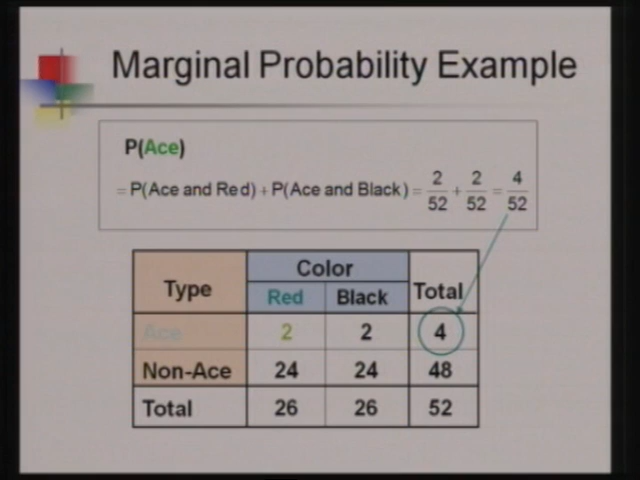 Marginal Probability Example
P(Ace)
= P(Ace and Red) + P(Ace and Black) = 2/52 + 2/52 = 4/52
Type Color Total
Red Black
Ace 2 2 4
Non-Ace 24 24 48
Total 26 26 52